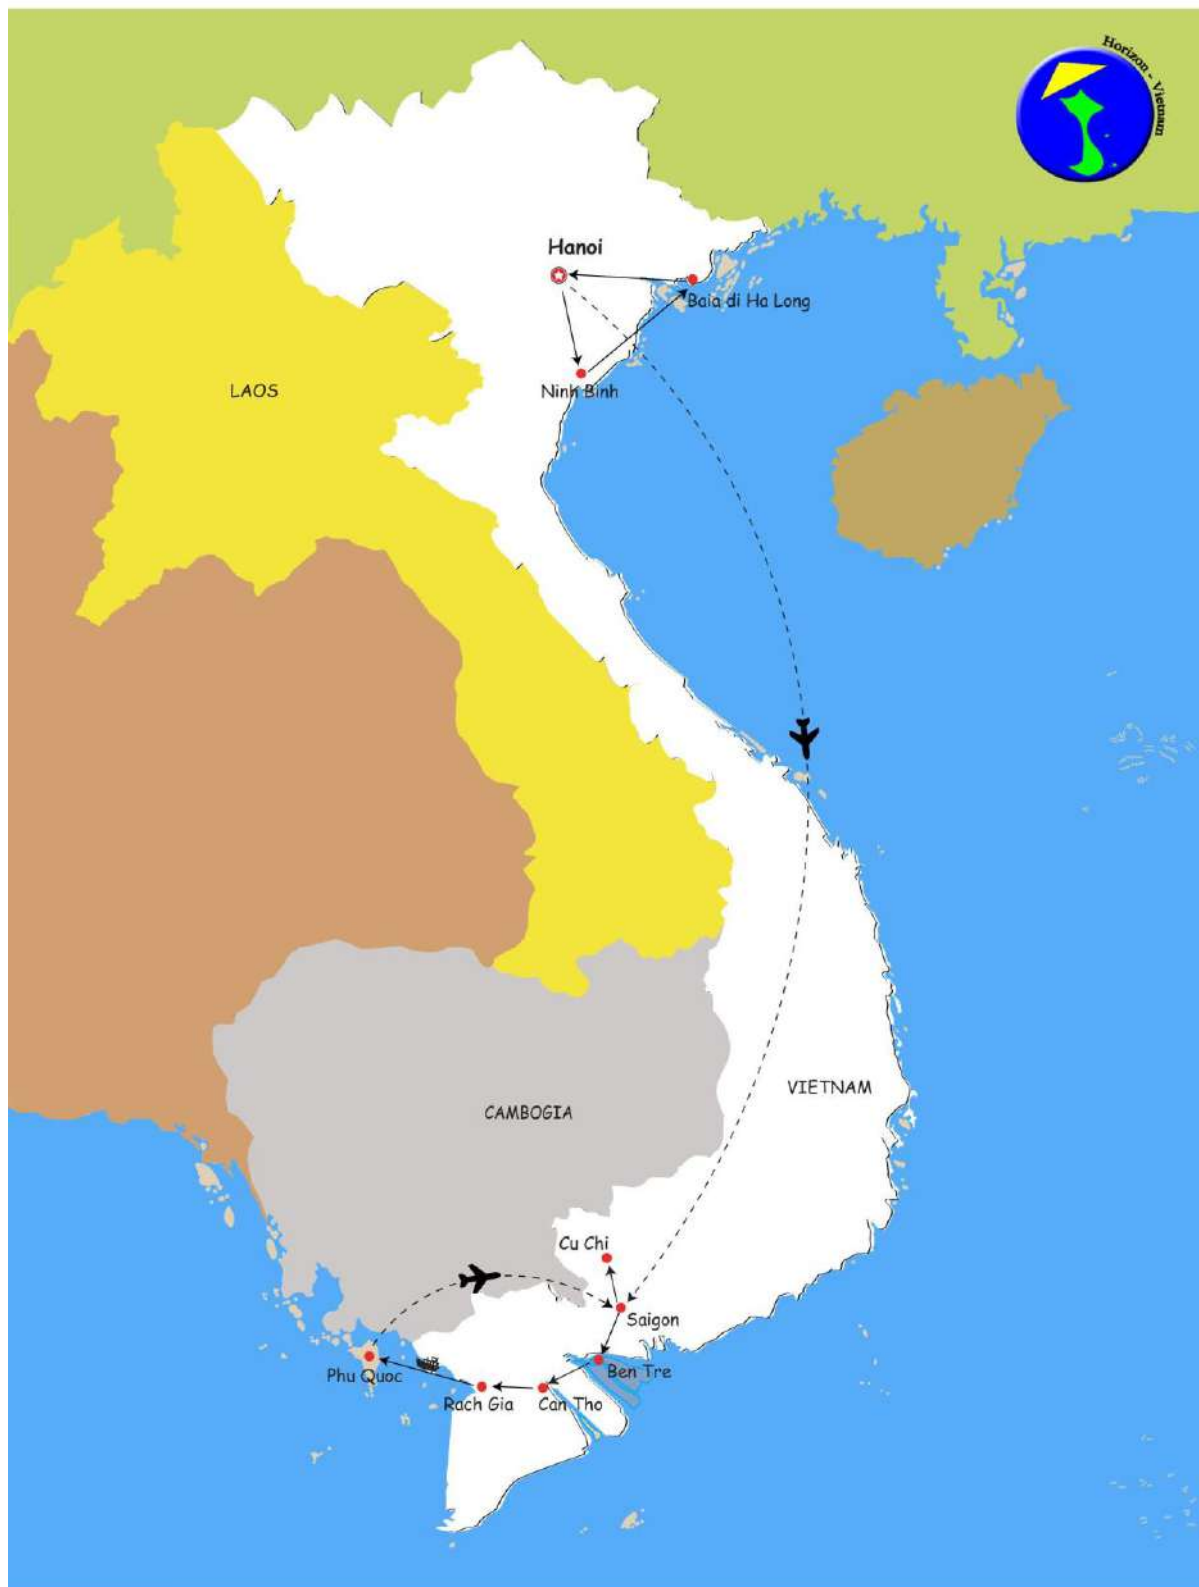 Horizon - Vietnam
Hanoi
Baia di Ha Long
Ninh Binh
LAOS
VIETNAM
CAMBOGIA
Cu Chi
Saigon
Ben Tre
Phu Quoc
Rach Gia
Can Tho